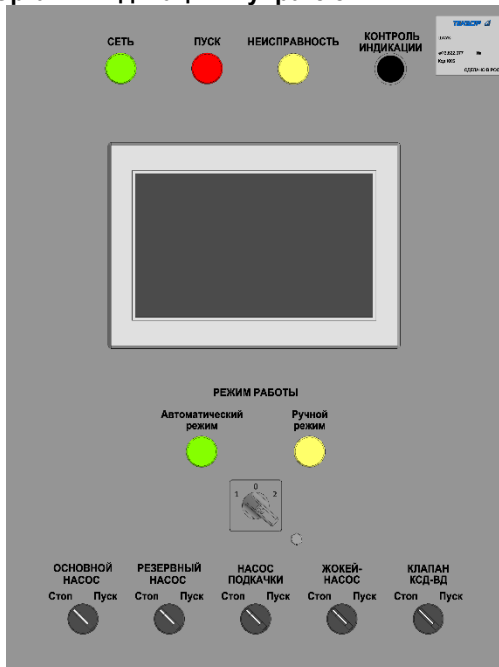 СЕТЬ
ПУСК
НЕИСПРАВНОСТЬ
КОНТРОЛЬ
ИНДИКАЦИИ
РЕЖИМ РАБОТЫ
Автоматический
режим
Ручной
режим
1 0 2
ОСНОВНОЙ
НАСОС
РЕЗЕРВНЫЙ
НАСОС
НАСОС
ПОДКАЧКИ
ЖОКЕЙ-
НАСОС
КЛАПАН
КСД-ВД
Стоп Пуск
Стоп Пуск
Стоп Пуск
Стоп Пуск
Стоп Пуск